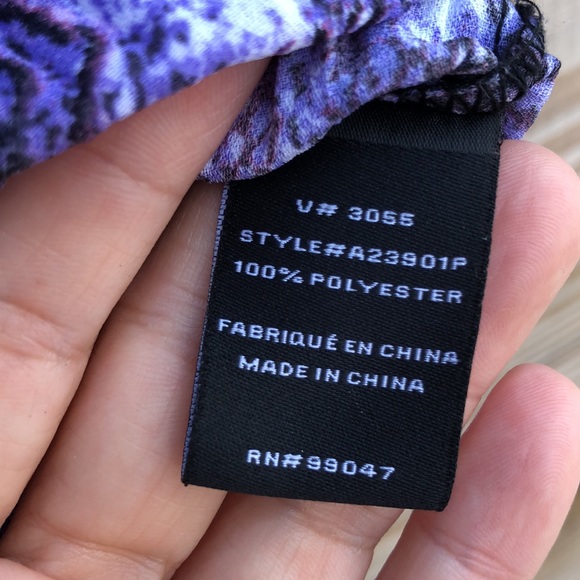 V# 3055
STYLE#A23901P
100% POLYESTER
FABRIQUÉ EN CHINA
MADE IN CHINA
RN#99047